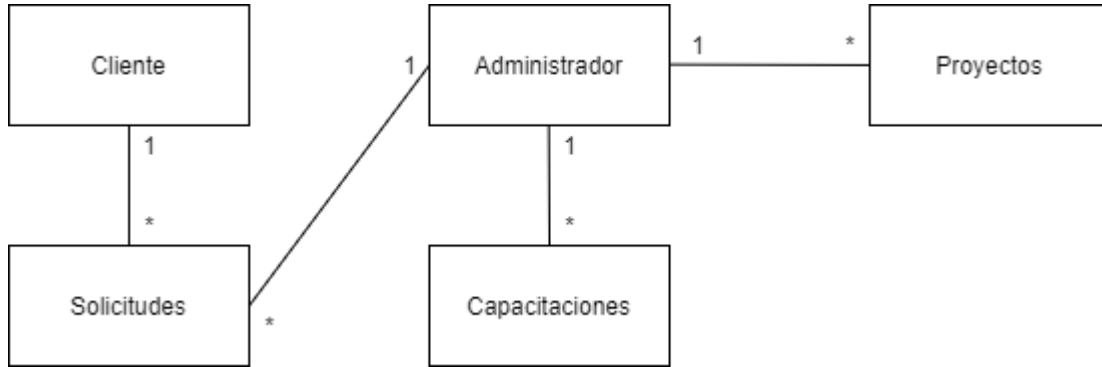 Cliente
Administrador
Proyectos
1
1
*
1
1
*
*
*
Solicitudes
Capacitaciones